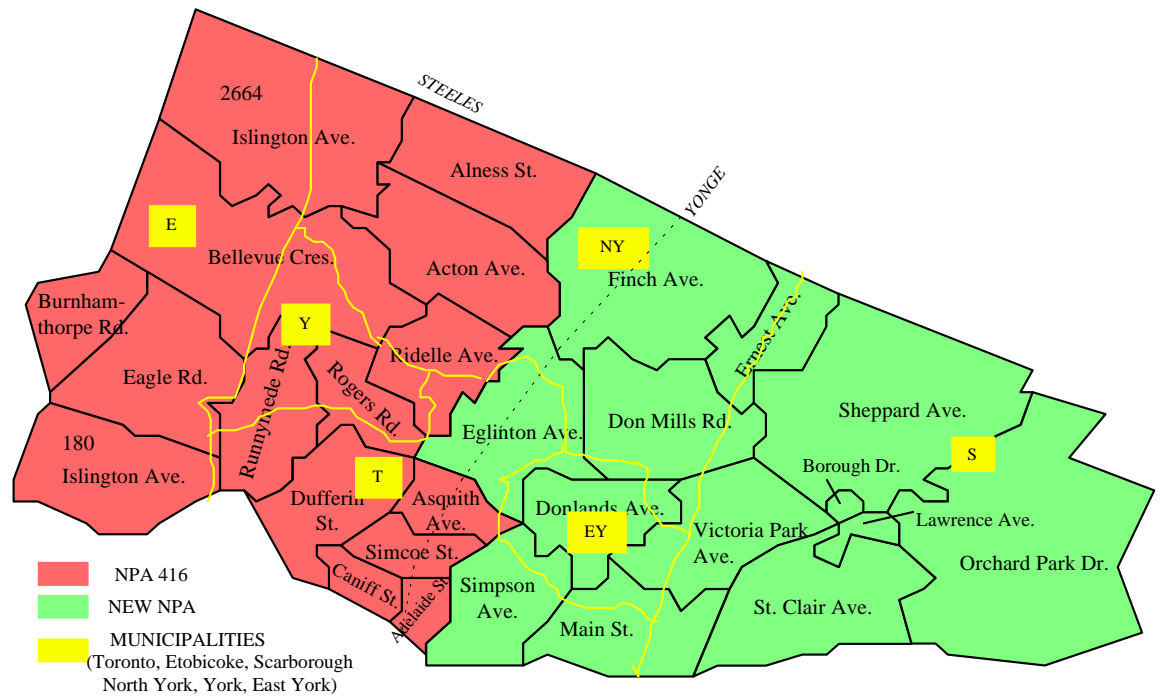 2664
Islington Ave.
STEELES
Alness St.
YONGE
E
NY
Bellevue Cres.
Acton Ave.
Finch Ave.
Burnham-
thorpe Rd.
Y
Ernest Ave.
Ridelle Ave.
Eagle Rd.
Runnymede Rd.
Rogers Rd.
Don Mills Rd.
Sheppard Ave.
180
Islington Ave.
Eglinton Ave.
S
T
Borough Dr.
Dufferin
St.
Asquith
Ave.
Donlands Ave.
Victoria Park
Ave.
Lawrence Ave.
EY
Simcoe St.
Orchard Park Dr.
Caniff St.
Adelaide St.
Simpson
Ave.
St. Clair Ave.
Main St.
NPA 416
NEW NPA
MUNICIPALITIES
(Toronto, Etobicoke, Scarborough
North York, York, East York)